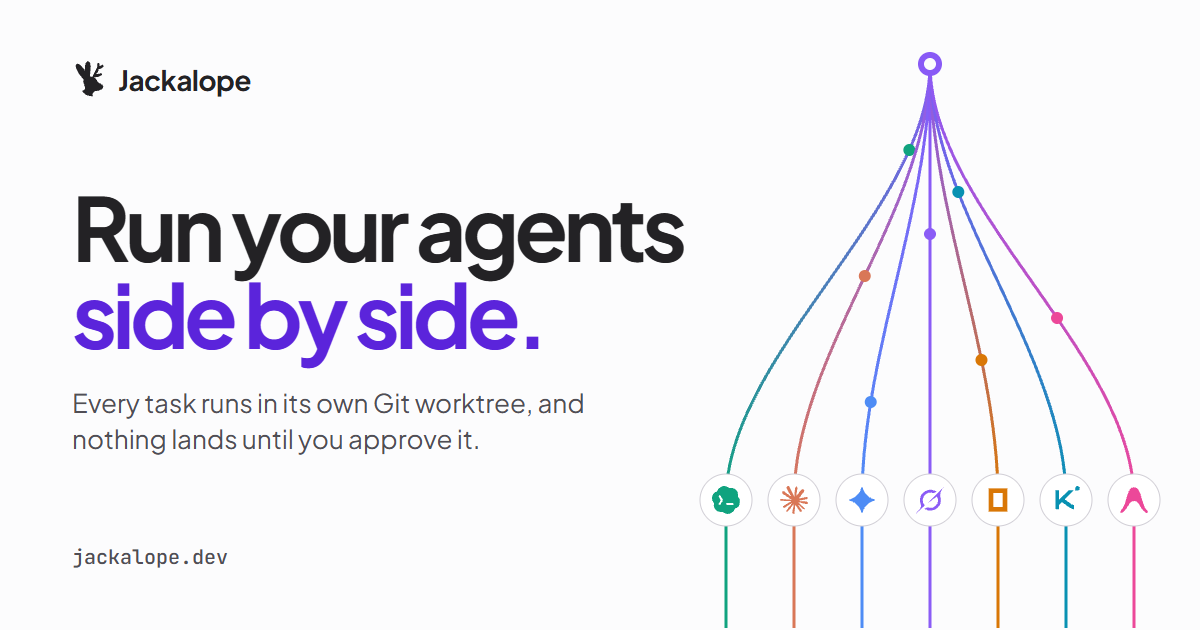 Jackalope
Run your agents
side by side.
Every task runs in its own Git worktree, and
nothing lands until you approve it.
jackalope.dev